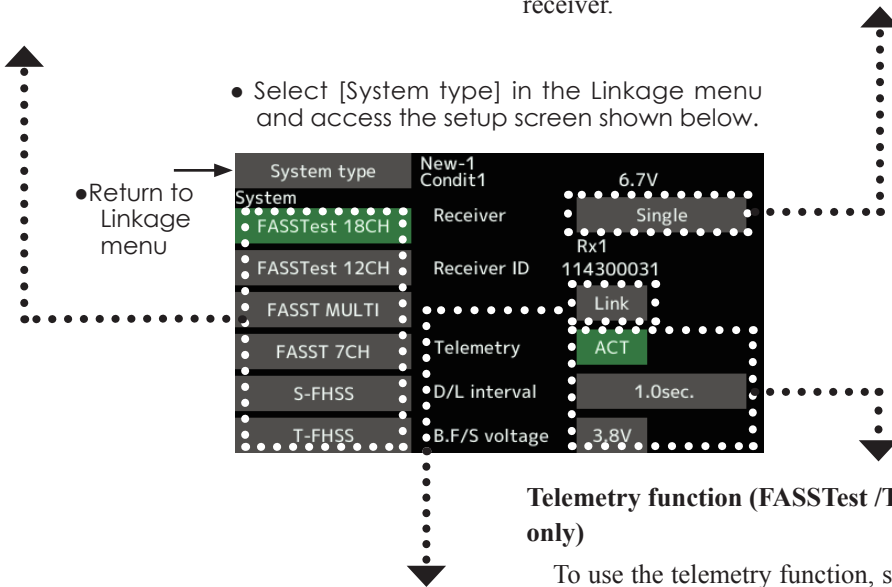 receiver.
● Select [System type] in the Linkage menu
and access the setup screen shown below.
●Return to
Linkage
menu
System type
New-1
Condit1
6.7V
System
FASSTest 18CH
FASSTest 12CH
FASST MULTI
FASST 7CH
S-FHSS
T-FHSS
Receiver
Single
Rx1
Receiver ID
114300031
Link
Telemetry
ACT
D/L interval
1.0sec.
B.F/S voltage
3.8V
Telemetry function (FASSTest /T
only)
To use the telemetry function, s